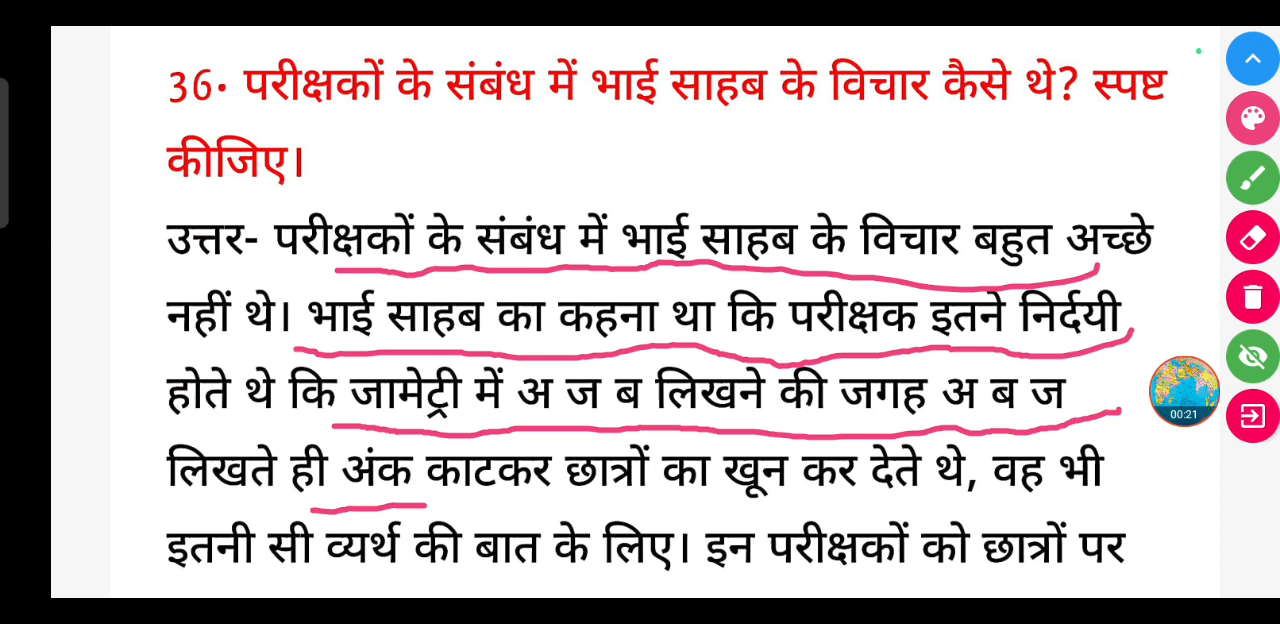 36. परीक्षकों के संबंध में भाई साहब के विचार कैसे थे? स्पष्ट
कीजिए।
उत्तर- परीक्षकों के संबंध में भाई साहब के विचार बहुत अच्छे
नहीं थे। भाई साहब का कहना था कि परीक्षक इतने निर्दयी
होते थे कि जामेट्री में अ ज ब लिखने की जगह अ ब ज
लिखते ही अंक काटकर छात्रों का खून कर देते थे, वह भी
इतनी सी व्यर्थ की बात के लिए। इन परीक्षकों को छात्रों पर
00:21